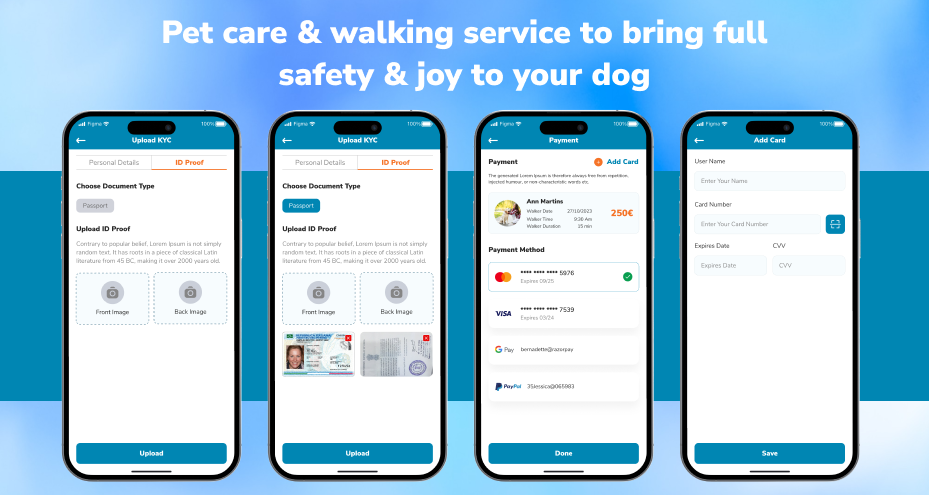 Pet care & walking service to bring full
safety & joy to your dog
Figma 100%
Upload KYC
Personal Details ID Proof
Choose Document Type
Passport
Upload ID Proof
Contrary to popular belief, Lorem Ipsum is not simply
random text. It has roots in a piece of classical Latin
literature from 45 BC, making it over 2000 years old.
Front Image Back Image
Upload
Figma 100%
Upload KYC
Personal Details ID Proof
Choose Document Type
Passport
Upload ID Proof
Contrary to popular belief, Lorem Ipsum is not simply
random text. It has roots in a piece of classical Latin
literature from 45 BC, making it over 2000 years old.
Front Image Back Image
Upload
Figma 100%
Payment
Payment Add Card
The generated Lorem Ipsum is therefore always free from repetition,
injected humour, or non-characteristic words etc.
Ann Martins
Walker Date 27/10/2023
Walker Time 9:30 Am
Walker Duration 15 min
250€
Payment Method
•••• •••• •••• 5976
Expires 09/25
VISA •••• •••• •••• 7539
Expires 03/24
G Pay bernadette@razorpay
PayPal 35Jessica@065983
Done
Figma 100%
Add Card
User Name
Enter Your Name
Card Number
Enter Your Card Number
Expires Date CVV
Expires Date CVV
Save